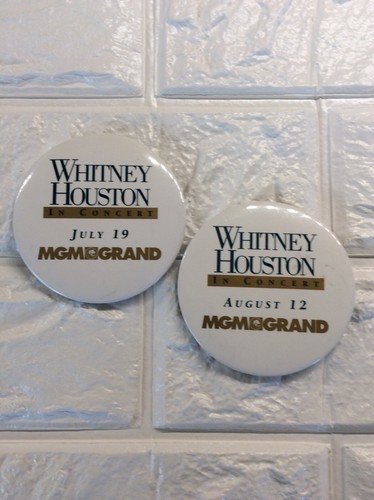 WHITNEY
HOUSTON
IN CONCERT
JULY 19
MGM GRAND
WHITNEY
HOUSTON
IN CONCERT
AUGUST 12
MGM GRAND